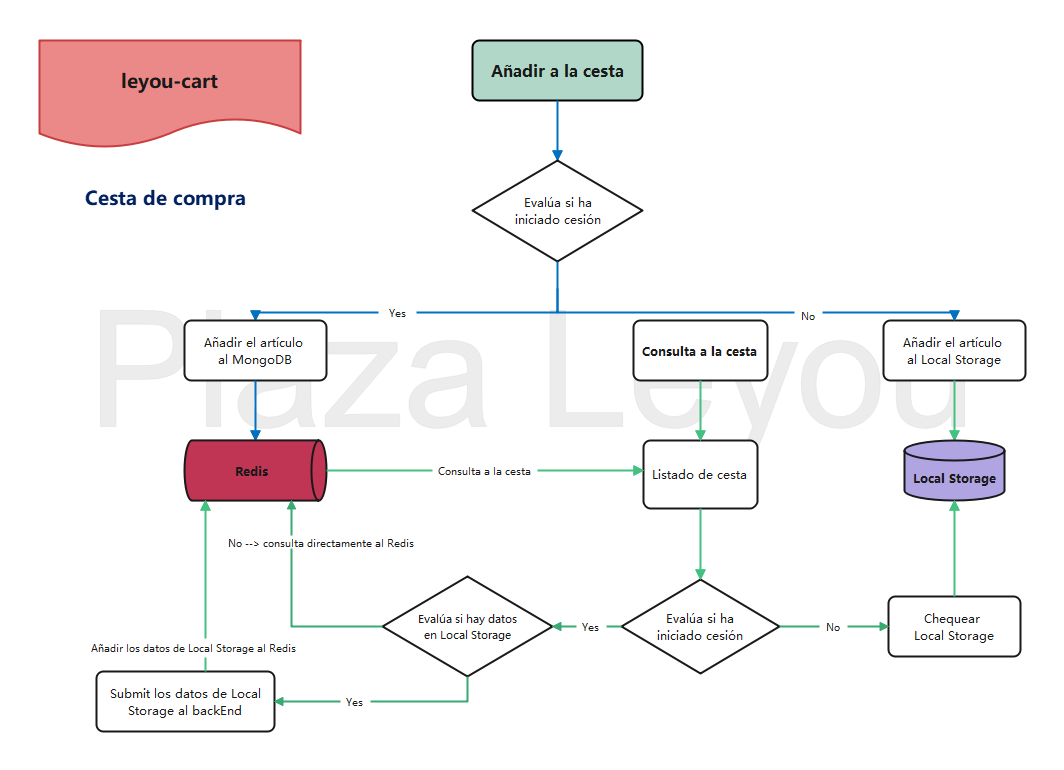 leyou-cart
Añadir a la cesta
Cesta de compra
Evalúa si ha
iniciado cesión
Yes
No
Plaza Leyou
Añadir el artículo
al MongoDB
Consulta a la cesta
Añadir el artículo
al Local Storage
Redis
Consulta a la cesta
Listado de cesta
Local Storage
No --> consulta directamente al Redis
Evalúa si hay datos
en Local Storage
Yes
Evalúa si ha
iniciado cesión
No
Chequear
Local Storage
Añadir los datos de Local Storage al Redis
Submit los datos de Local
Storage al backEnd
Yes